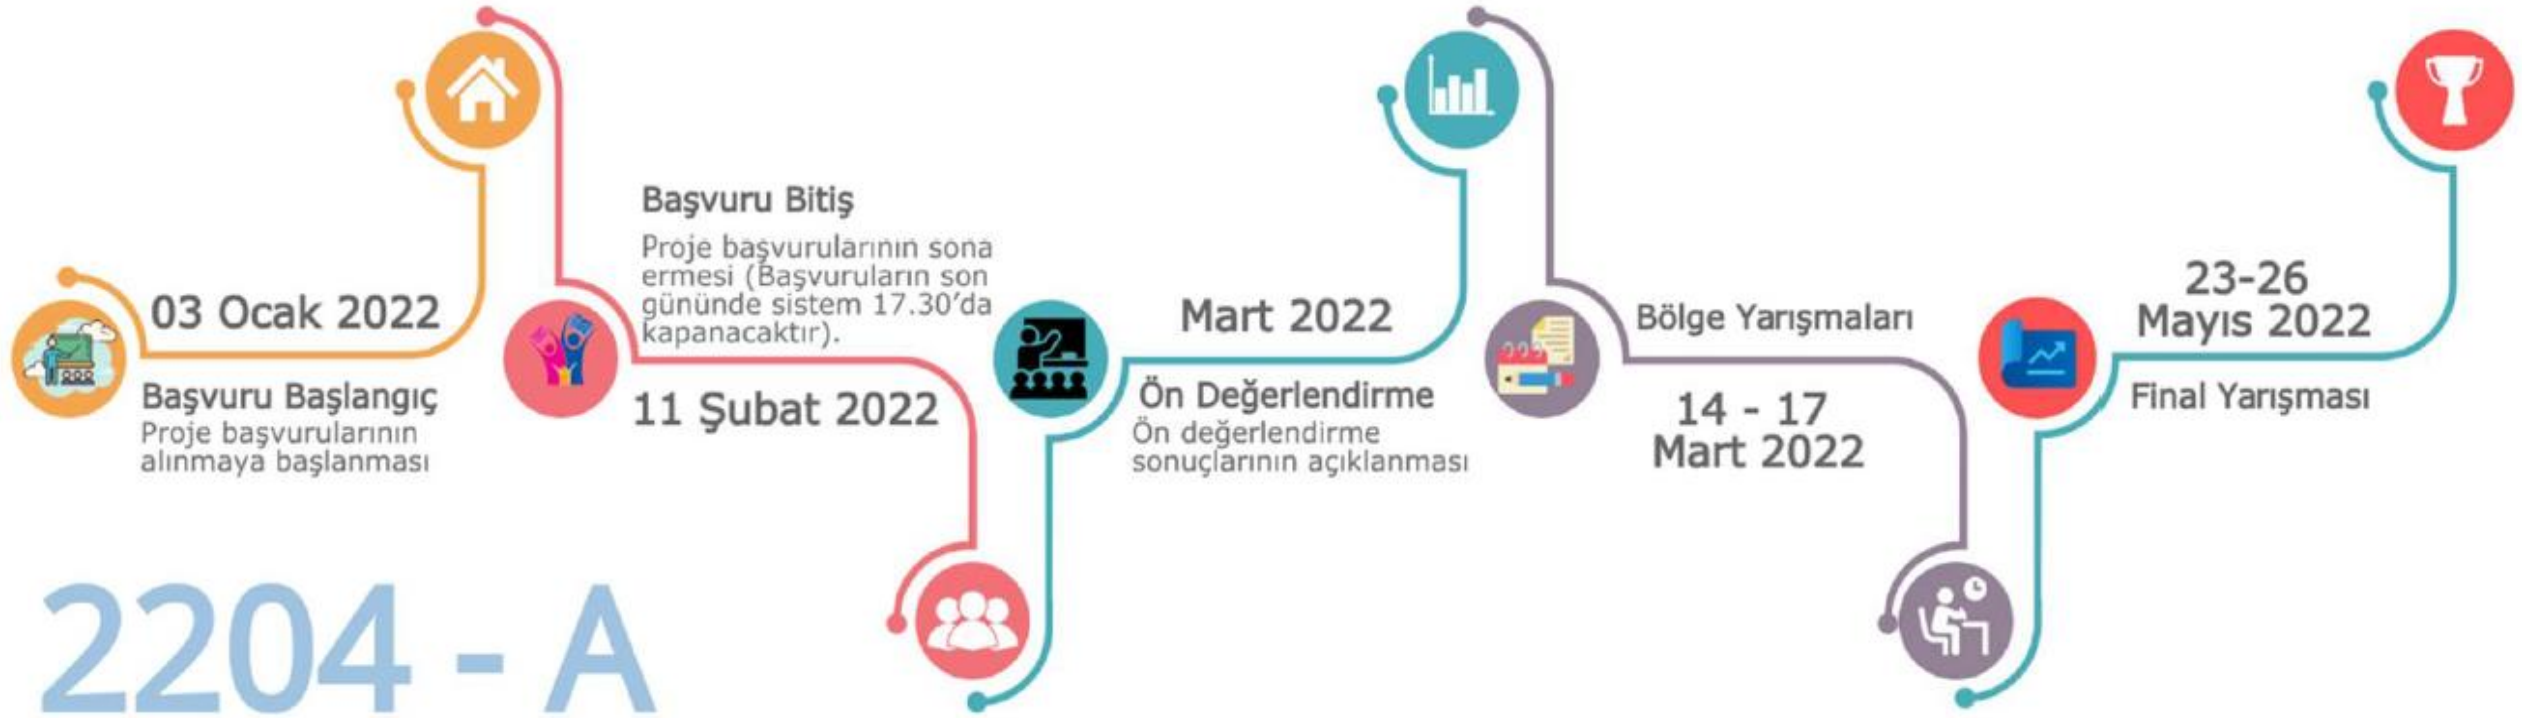 03 Ocak 2022
Başvuru Başlangıç
Proje başvurularının
alınmaya başlanması
Başvuru Bitiş
Proje başvurularının sona
ermesi (Başvuruların son
gününde sistem 17.30'da
kapanacaktır).
11 Şubat 2022
Mart 2022
Ön Değerlendirme
Ön değerlendirme
sonuçlarının açıklanması
Bölge Yarışmaları
14 - 17
Mart 2022
23-26
Mayıs 2022
Final Yarışması
2204 - A